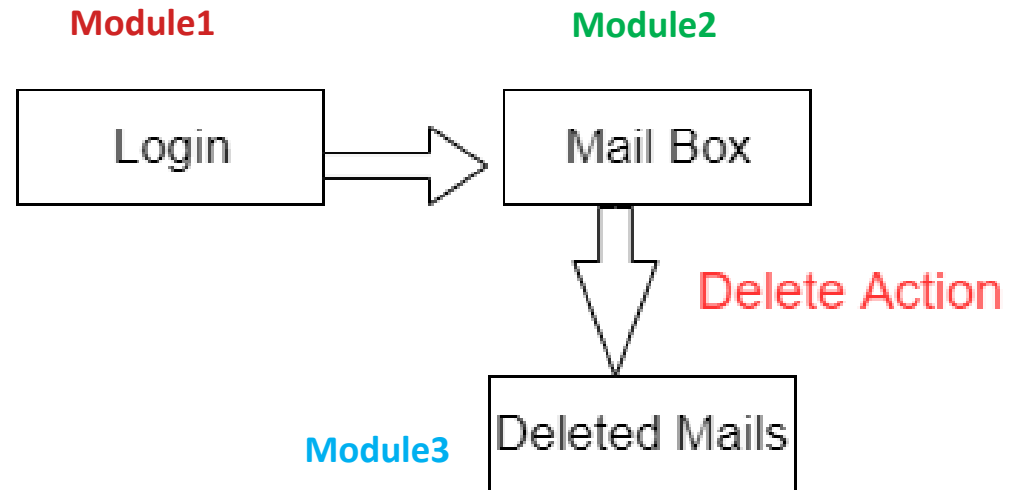 Module1
Module2
Login
Mail Box
Delete Action
Module3
Deleted Mails